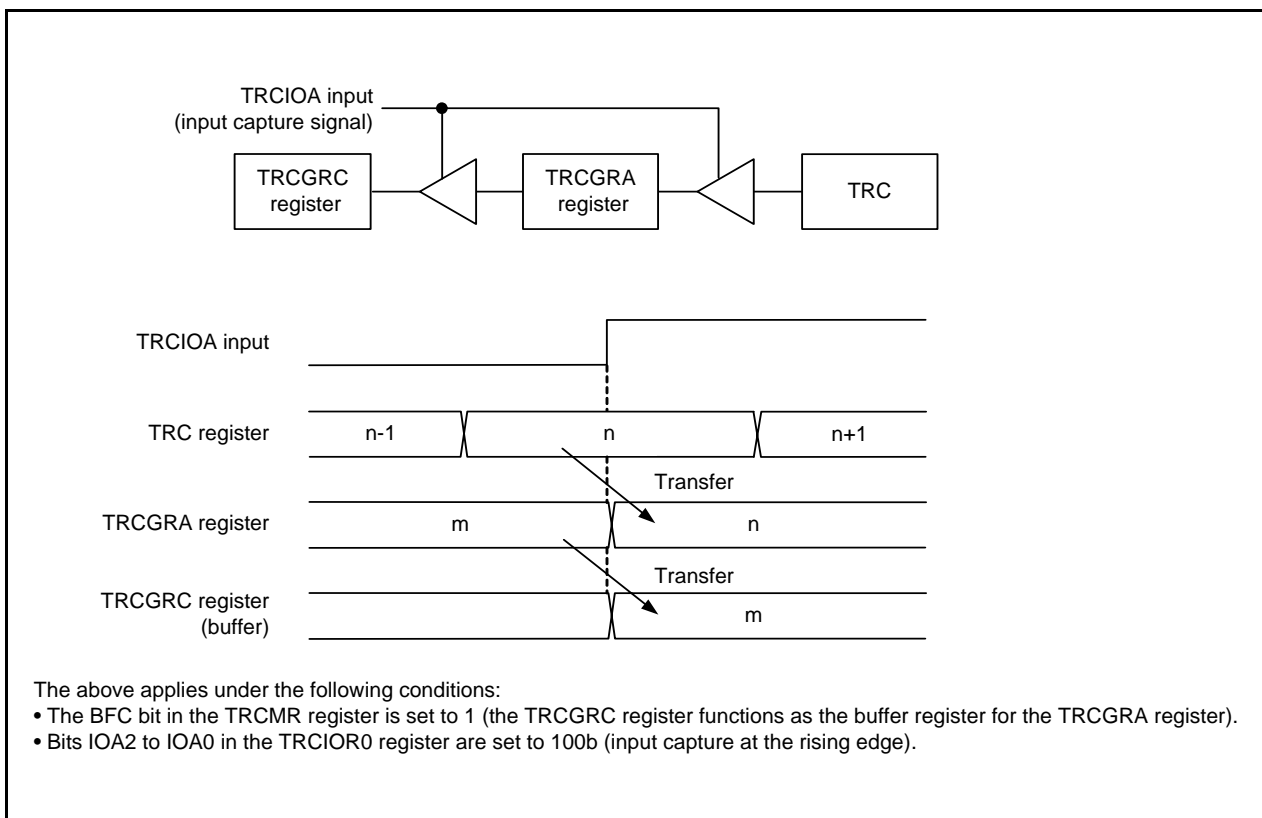 TRCIOA input
(input capture signal)
TRCGRC
register
TRCGRA
register
TRC
TRCIOA input
TRC register
n-1
n
n+1
Transfer
TRCGRA register
m
n
Transfer
TRCGRC register
(buffer)
m
The above applies under the following conditions:
• The BFC bit in the TRCMR register is set to 1 (the TRCGRC register functions as the buffer register for the TRCGRA register).
• Bits IOA2 to IOA0 in the TRCIOR0 register are set to 100b (input capture at the rising edge).